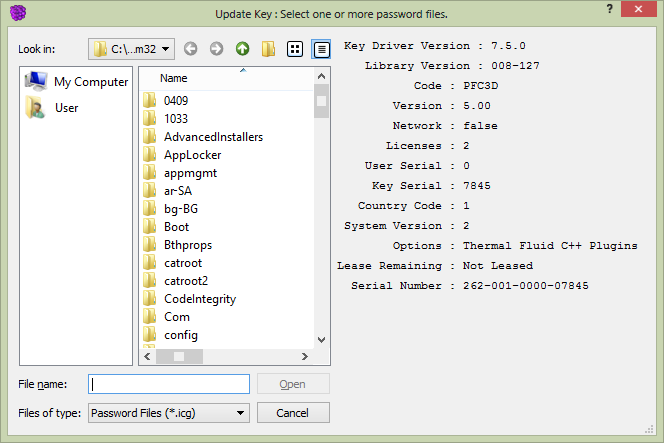 Update Key : Select one or more password files.
?
Look in:
C:\...m32
My Computer
User
Name
0409
1033
AdvancedInstallers
AppLocker
appmgmt
ar-SA
bg-BG
Boot
Bthprops
catroot
catroot2
CodeIntegrity
Com
config
Key Driver Version : 7.5.0
Library Version : 008-127
Code : PFC3D
Version : 5.00
Network : false
Licenses : 2
User Serial : 0
Key Serial : 7845
Country Code : 1
System Version : 2
Options : Thermal Fluid C++ Plugins
Lease Remaining : Not Leased
Serial Number : 262-001-0000-07845
File name:
Open
Files of type:
Password Files (*.icg)
Cancel